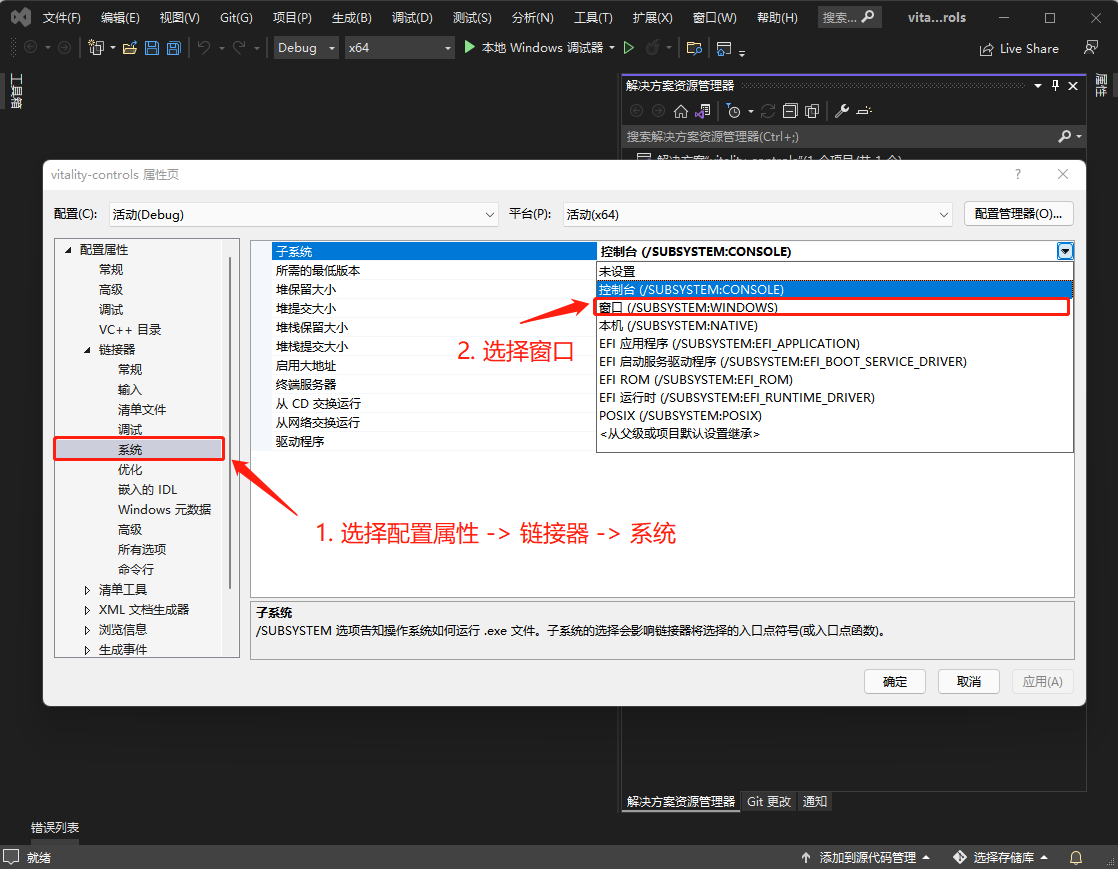 文件(F) 编辑(E) 视图(V) Git(G) 项目(P) 生成(B) 调试(D) 测试(S) 分析(N) 工具(T) 扩展(X) 窗口(W) 帮助(H) 搜索... vita...rols
Debug x64 本地 Windows 调试器 Live Share
工具箱
解决方案资源管理器
属性
搜索解决方案资源管理器(Ctrl+;)
解决方案"vitality-controls"(1 个项目/共 1 个)
vitality-controls 属性页
配置(C): 活动(Debug) 平台(P): 活动(x64) 配置管理器(O)...
配置属性
常规
高级
调试
VC++ 目录
链接器
常规
输入
清单文件
调试
系统
优化
嵌入的 IDL
Windows 元数据
高级
所有选项
命令行
清单工具
XML 文档生成器
浏览信息
生成事件
子系统 控制台 (/SUBSYSTEM:CONSOLE)
所需的最低版本
堆保留大小
堆提交大小
堆栈保留大小
堆栈提交大小
启用大地址
终端服务器
从 CD 交换运行
从网络交换运行
驱动程序
未设置
控制台 (/SUBSYSTEM:CONSOLE)
窗口 (/SUBSYSTEM:WINDOWS)
本机 (/SUBSYSTEM:NATIVE)
EFI 应用程序 (/SUBSYSTEM:EFI_APPLICATION)
EFI 启动服务驱动程序 (/SUBSYSTEM:EFI_BOOT_SERVICE_DRIVER)
EFI ROM (/SUBSYSTEM:EFI_ROM)
EFI 运行时 (/SUBSYSTEM:EFI_RUNTIME_DRIVER)
POSIX (/SUBSYSTEM:POSIX)
<从父级或项目默认设置继承>
2. 选择窗口
1. 选择配置属性 -> 链接器 -> 系统
子系统
/SUBSYSTEM 选项告知操作系统如何运行 .exe 文件。子系统的选择会影响链接器将选择的入口点符号(或入口点函数)。
确定 取消 应用(A)
解决方案资源管理器 Git 更改 通知
错误列表
就绪 添加到源代码管理 选择存储库